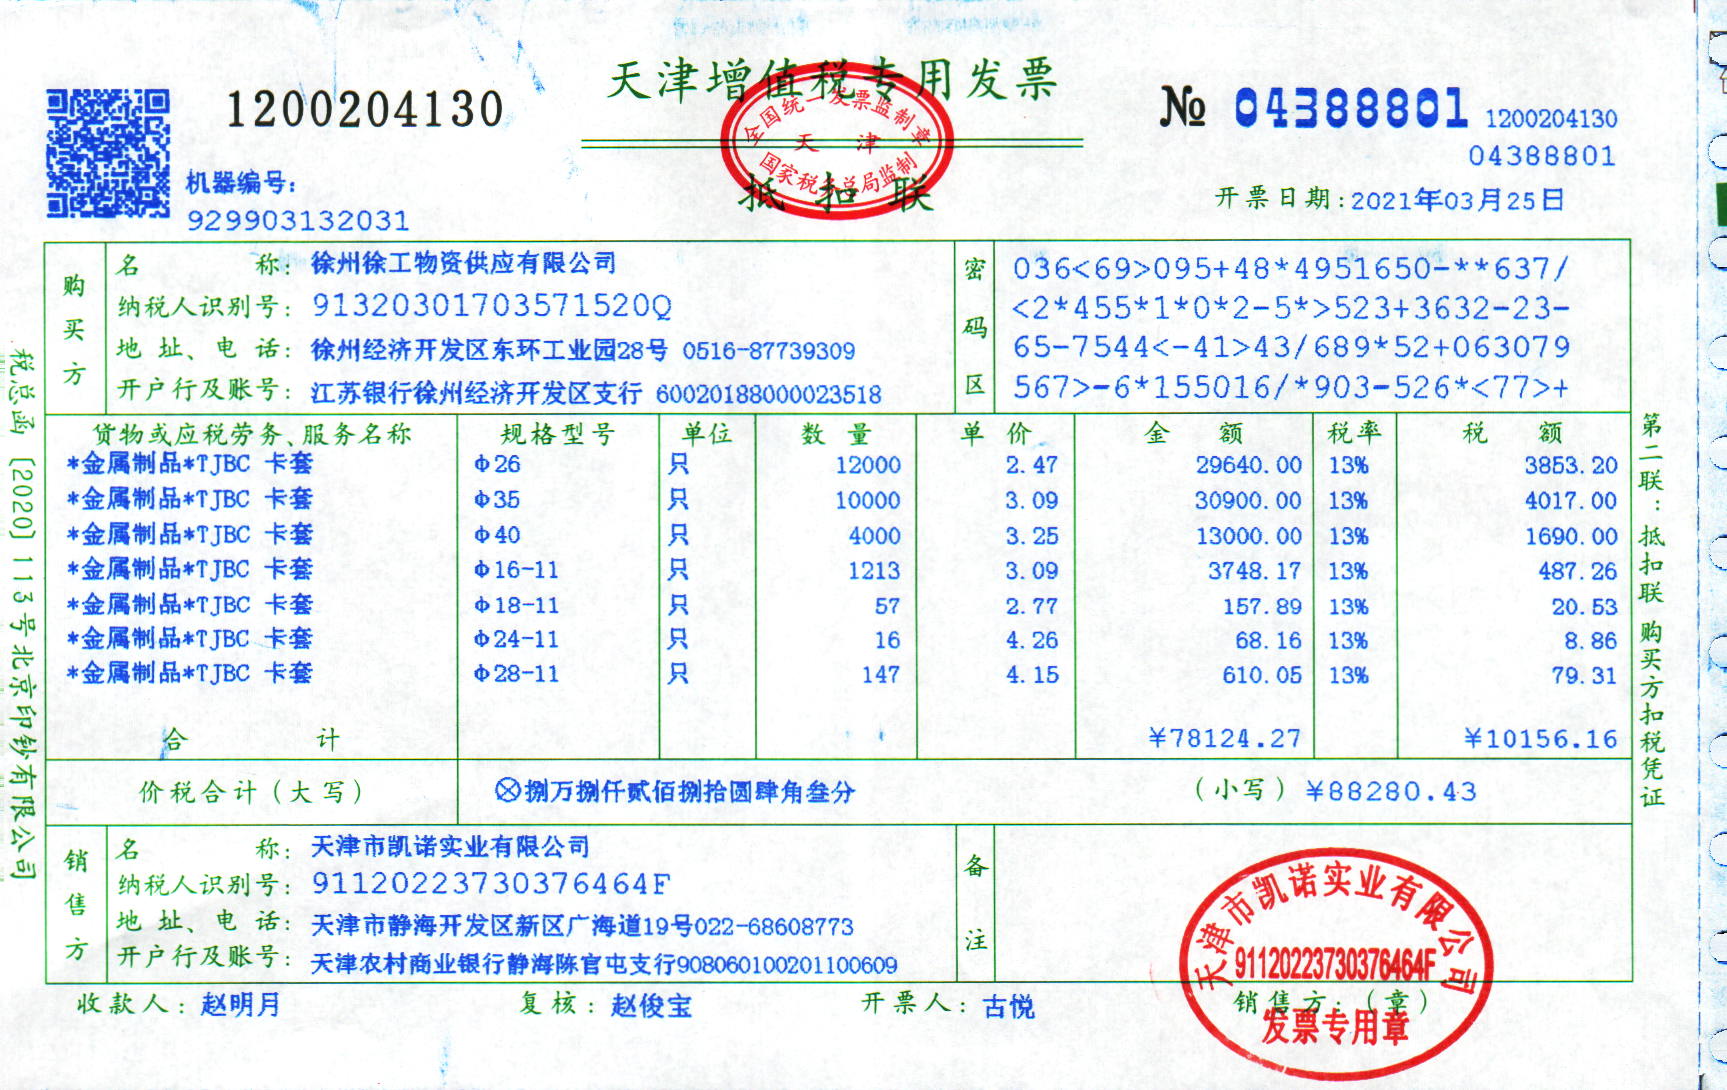 天津增值税专用发票
1200204130
№ 04388801 1200204130
04388801
全国统一发票监制章
天津
国家税务总局监制
抵扣联
机器编号:
929903132031
开票日期:2021年03月25日
购买方
名称: 徐州徐工物资供应有限公司
纳税人识别号: 91320301703571520Q
地址、电话: 徐州经济开发区东环工业园28号 0516-87739309
开户行及账号: 江苏银行徐州经济开发区支行 60020188000023518
密码区
036<69>095+48*4951650-**637/
<2*455*1*0*2-5*>523+3632-23-
65-7544<-41>43/689*52+063079
567>-6*155016/*903-526*<77>+
货物或应税劳务、服务名称 规格型号 单位 数量 单价 金额 税率 税额
*金属制品*TJBC 卡套 Φ26 只 12000 2.47 29640.00 13% 3853.20
*金属制品*TJBC 卡套 Φ35 只 10000 3.09 30900.00 13% 4017.00
*金属制品*TJBC 卡套 Φ40 只 4000 3.25 13000.00 13% 1690.00
*金属制品*TJBC 卡套 Φ16-11 只 1213 3.09 3748.17 13% 487.26
*金属制品*TJBC 卡套 Φ18-11 只 57 2.77 157.89 13% 20.53
*金属制品*TJBC 卡套 Φ24-11 只 16 4.26 68.16 13% 8.86
*金属制品*TJBC 卡套 Φ28-11 只 147 4.15 610.05 13% 79.31
合计 ¥78124.27 ¥10156.16
价税合计(大写) ⊗捌万捌仟贰佰捌拾圆肆角叁分 (小写) ¥88280.43
销售方
名称: 天津市凯诺实业有限公司
纳税人识别号: 91120223730376464F
地址、电话: 天津市静海开发区新区广海道19号022-68608773
开户行及账号: 天津农村商业银行静海陈官屯支行9080601002011​00609
备注
收款人: 赵明月 复核: 赵俊宝 开票人: 古悦 销售方:(章)
天津市凯诺实业有限公司
91120223730376464F
发票专用章
税总函〔2020〕113号北京印钞有限公司
第二联:抵扣联 购买方扣税凭证